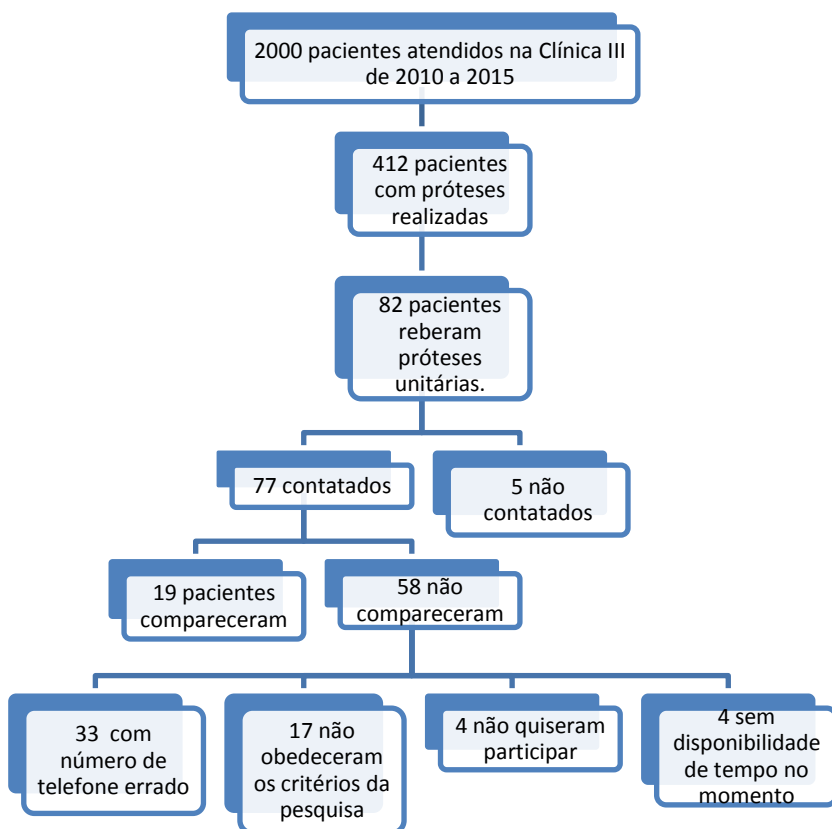 2000 pacientes atendidos na Clínica III
de 2010 a 2015
412 pacientes
com próteses
realizadas
82 pacientes
reberam
próteses
unitárias.
77 contatados
5 não
contatados
19 pacientes
compareceram
58 não
compareceram
33 com
número de
telefone errado
17 não
obedeceram
os critérios da
pesquisa
4 não quiseram
participar
4 sem
disponibilidade
de tempo no
momento